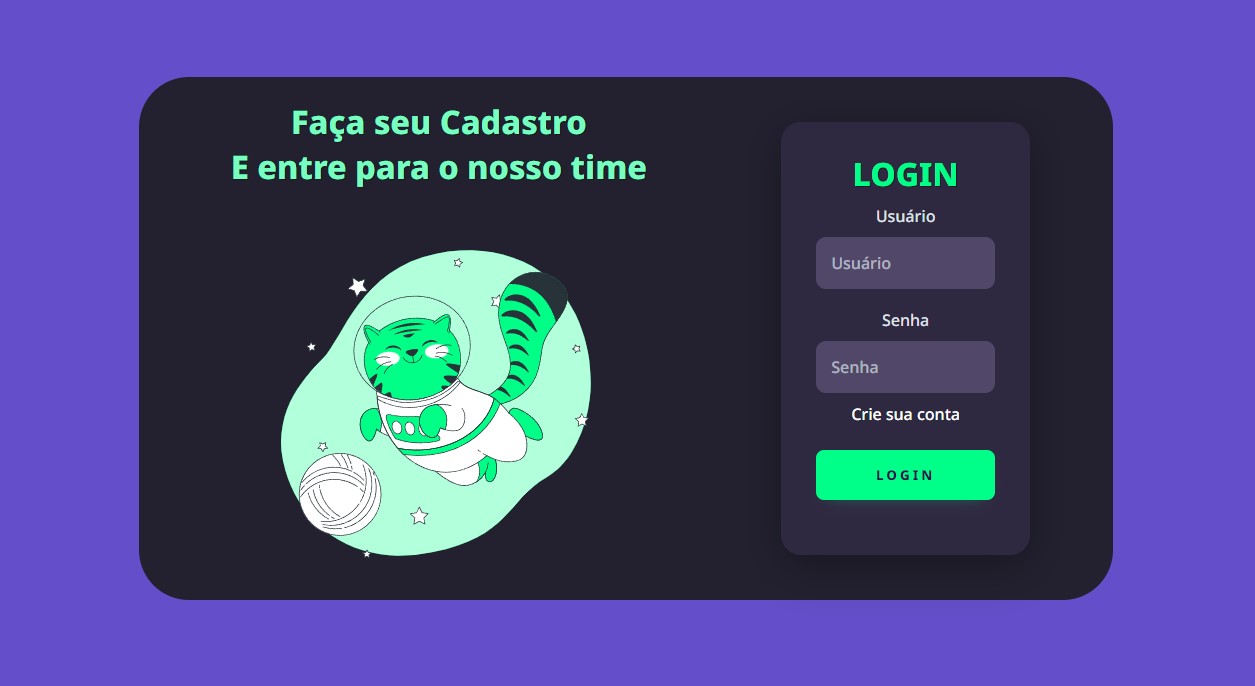 Faça seu Cadastro
E entre para o nosso time
LOGIN
Usuário
Usuário
Senha
Senha
Crie sua conta
LOGIN